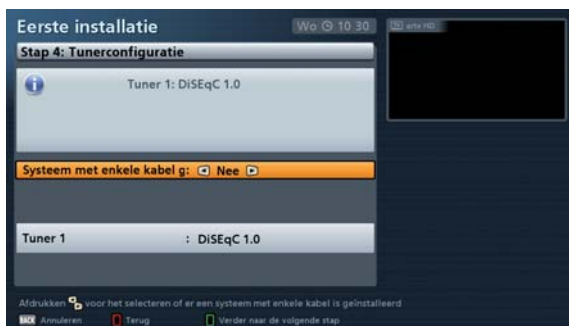 Eerste installatie
Wo 10 30
arte HD
Stap 4: Tunerconfiguratie
Tuner 1: DiSEqC 1.0
Systeem met enkele kabel g: Nee
Tuner 1 : DiSEqC 1.0
Afdrukken voor het selecteren of er een systeem met enkele kabel is geïnstalleerd
BACK Annuleren Terug Verder naar de volgende stap